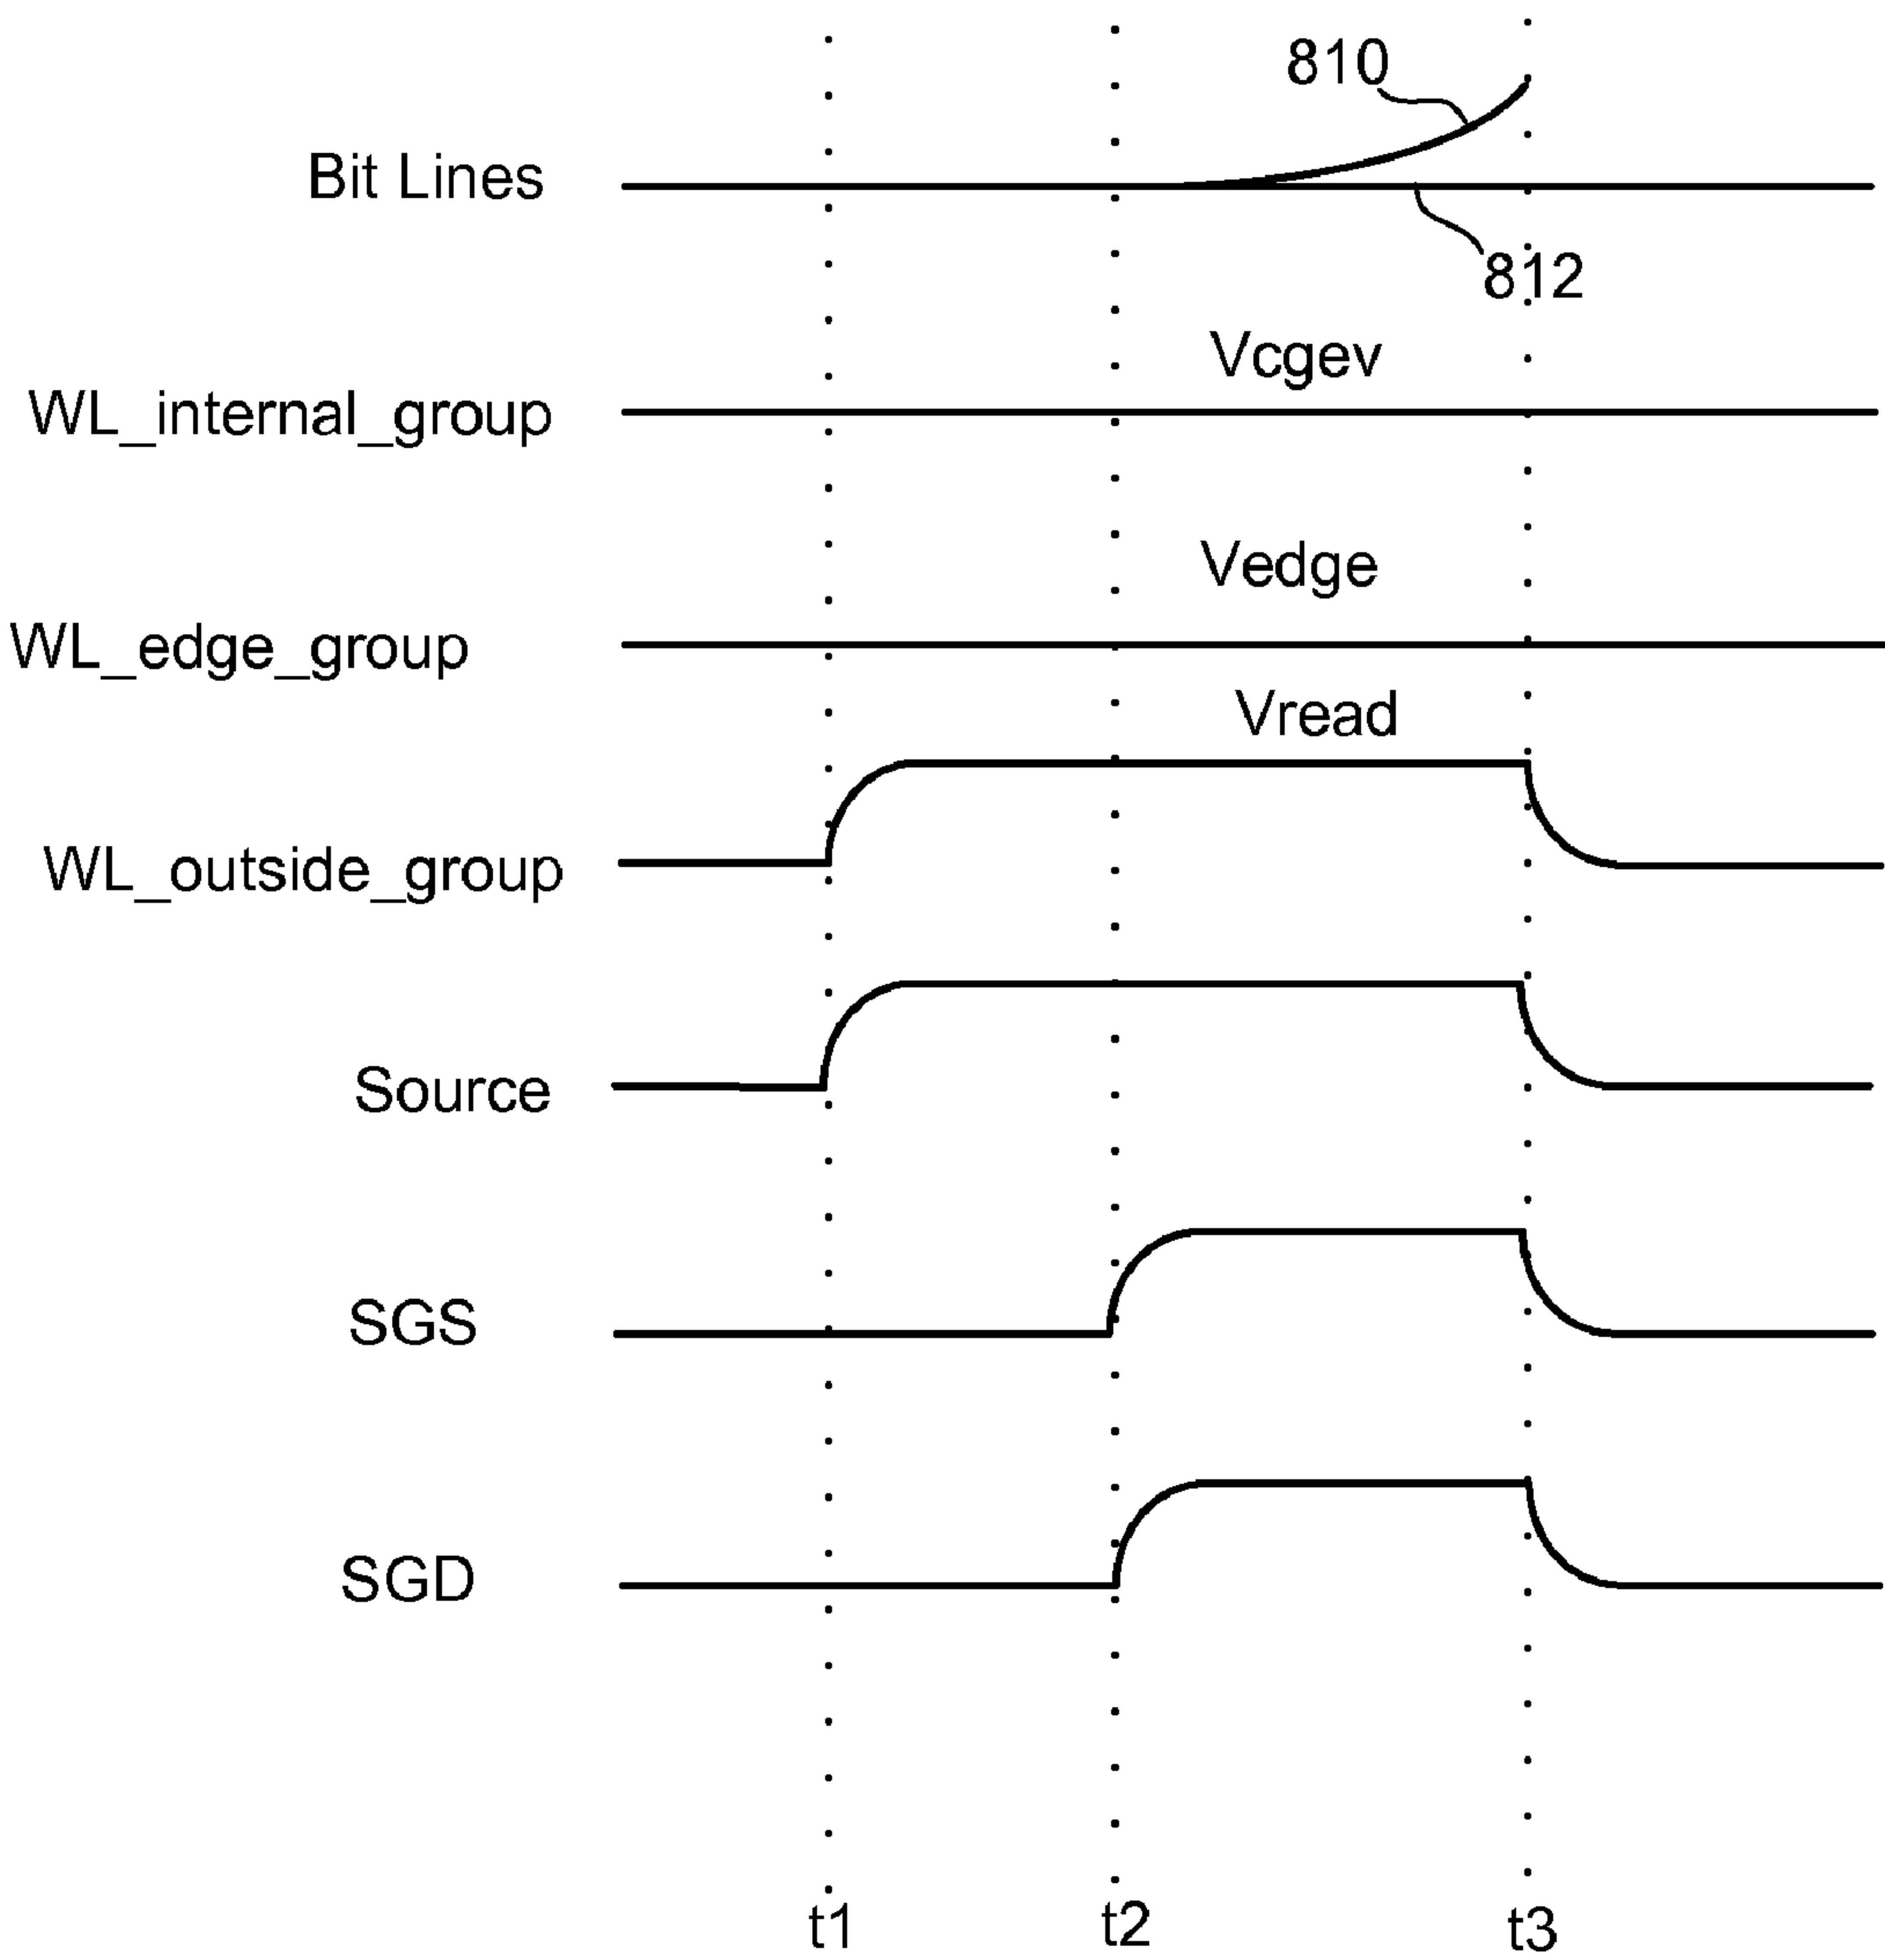 810
Bit Lines
812
Vcgev
WL_internal_group
Vedge
WL_edge_group
Vread
WL_outside_group
Source
SGS
SGD
t1 t2 t3